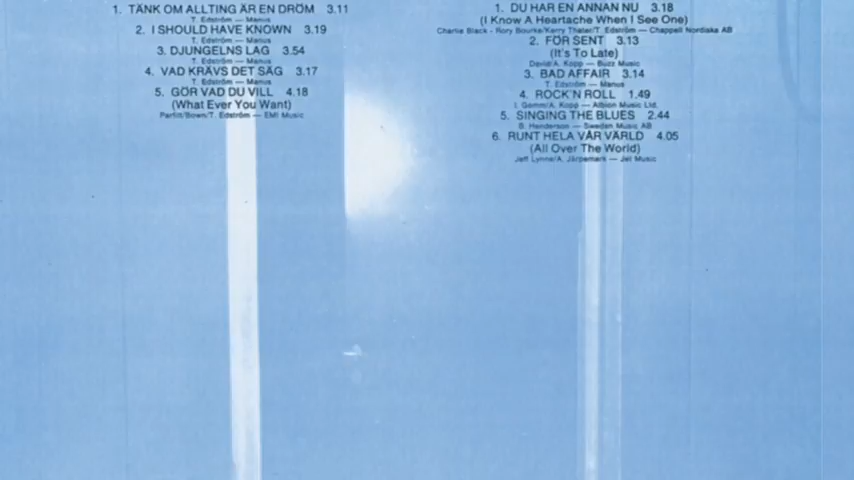 1. TÄNK OM ALLTING ÄR EN DRÖM 3.11
T. Edström — Manus
2. I SHOULD HAVE KNOWN 3.19
T. Edström — Manus
3. DJUNGELNS LAG 3.54
T. Edström — Manus
4. VAD KRÄVS DET SÄG 3.17
T. Edström — Manus
5. GÖR VAD DU VILL 4.18
(What Ever You Want)
Parfitt/Bown/T. Edström — EMI Music
1. DU HAR EN ANNAN NU 3.18
(I Know A Heartache When I See One)
Charlie Black - Rory Bourke/Kerry Thater/T. Edström — Chappell Nordiska AB
2. FÖR SENT 3.13
(It's To Late)
David/A. Kopp — Buzz Music
3. BAD AFFAIR 3.14
T. Edström — Manus
4. ROCK'N ROLL 1.49
I. Gomm/A. Kopp — Albion Music Ltd.
5. SINGING THE BLUES 2.44
B. Henderson — Sweden Music AB
6. RUNT HELA VÅR VÄRLD 4.05
(All Over The World)
Jeff Lynne/A. Järpemark — Jet Music